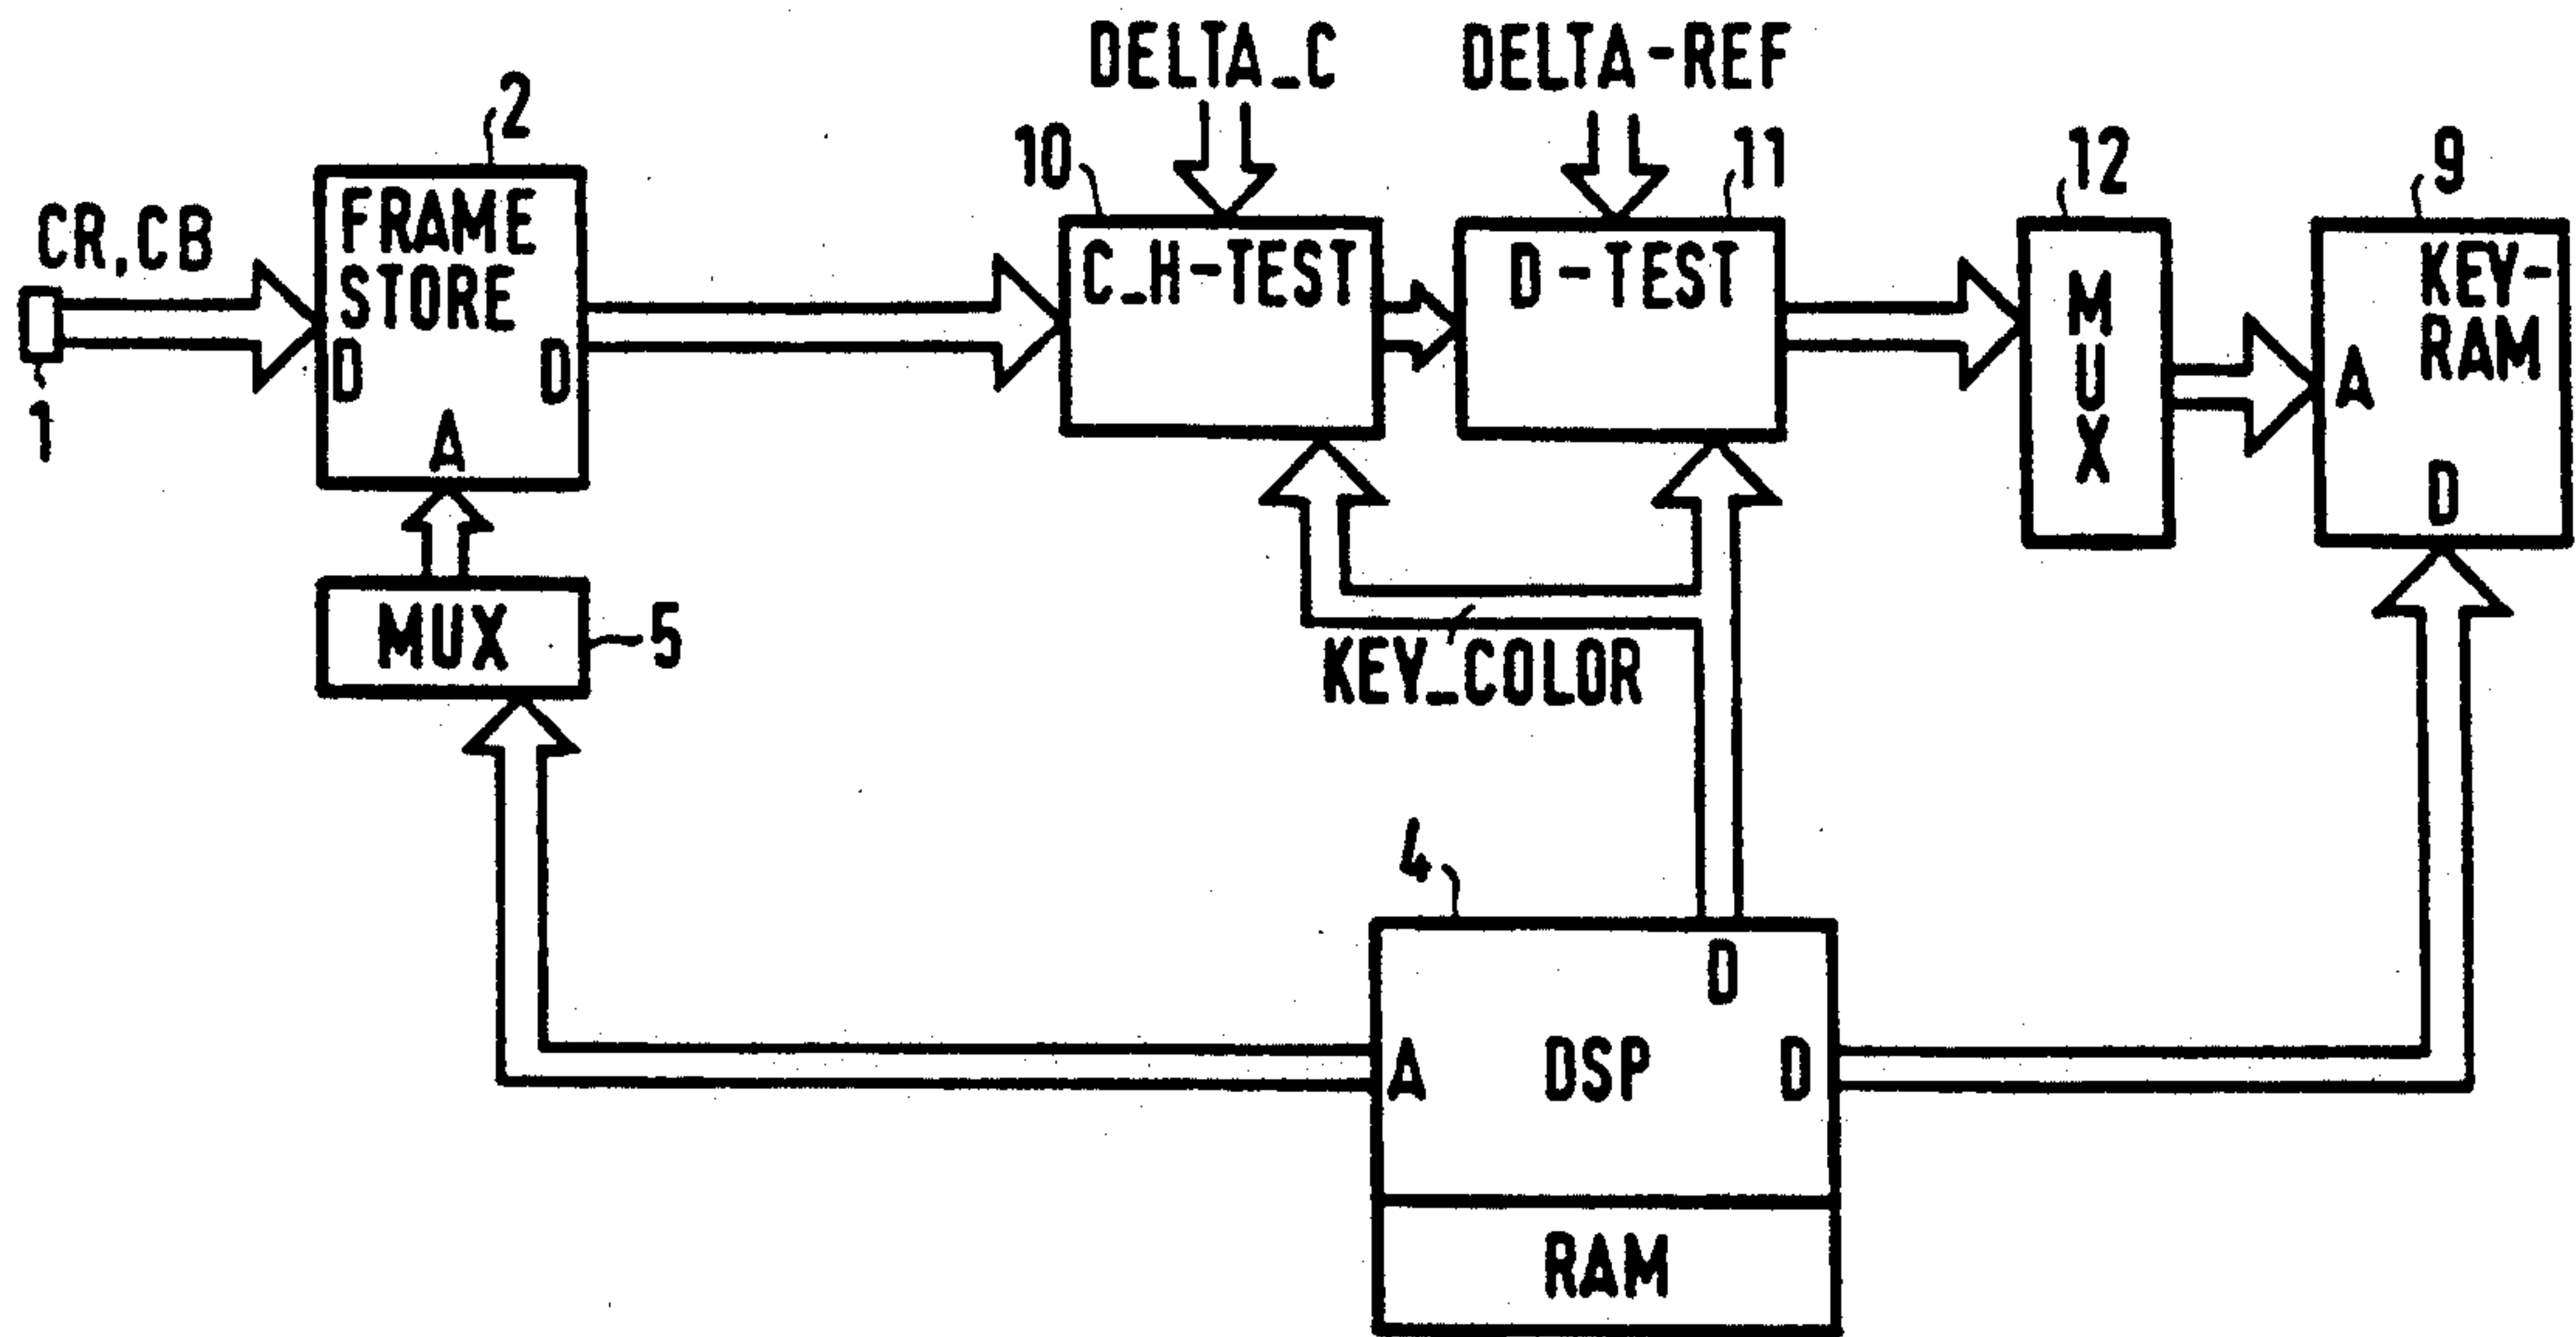 DELTA_C
DELTA-REF
2
10
11
12
9
CR,CB
FRAME
STORE
D
D
A
C_H-TEST
D-TEST
MUX
KEY-
RAM
A
D
1
MUX
5
KEY_COLOR
4
D
A
DSP
D
RAM